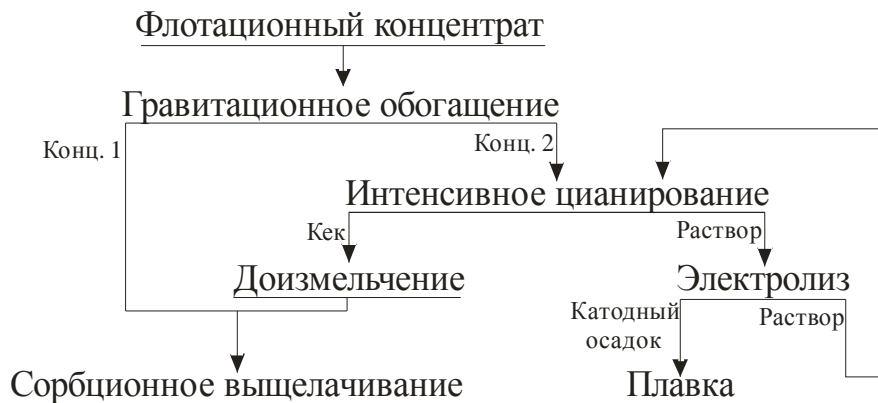 Флотационный концентрат
Гравитационное обогащение
Конц. 1
Конц. 2
Интенсивное цианирование
Кек
Раствор
Доизмельчение
Электролиз
Катодный
осадок
Раствор
Сорбционное выщелачивание
Плавка